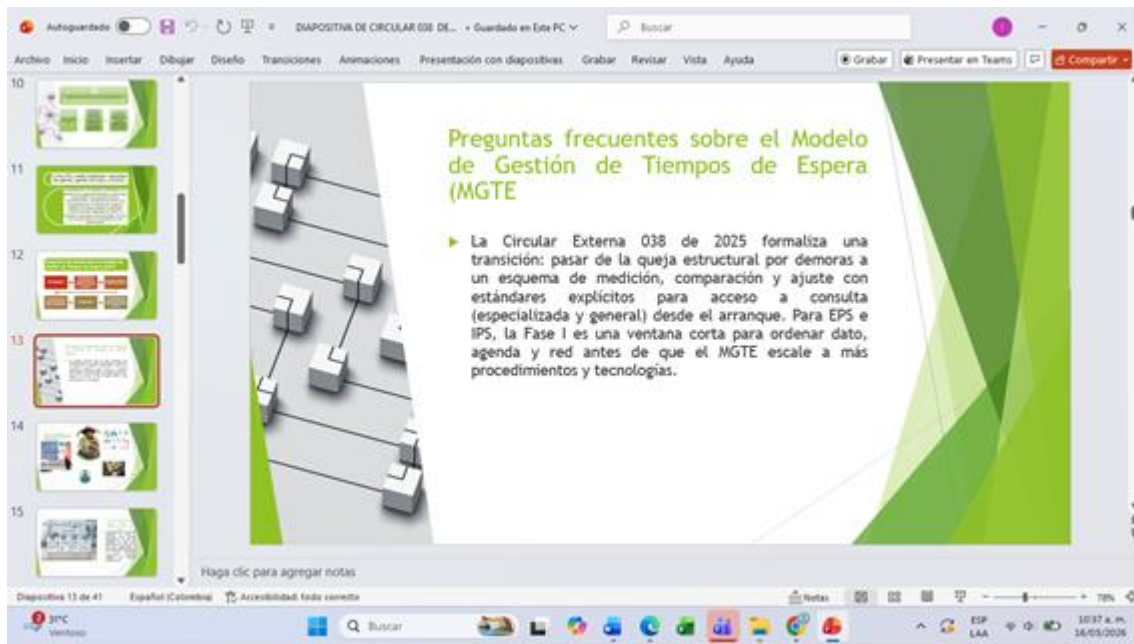 Autoguardado
DIAPOSITIVA DE CIRCULAR 038 DE... • Guardado en Este PC
Buscar
Archivo Inicio Insertar Dibujar Diseño Transiciones Animaciones Presentación con diapositivas Grabar Revisar Vista Ayuda
Grabar
Presentar en Teams
Compartir
10
11
12
13
14
15
Preguntas frecuentes sobre el Modelo
de Gestión de Tiempos de Espera
(MGTE
La Circular Externa 038 de 2025 formaliza una
transición: pasar de la queja estructural por demoras a
un esquema de medición, comparación y ajuste con
estándares explícitos para acceso a consulta
(especializada y general) desde el arranque. Para EPS e
IPS, la Fase I es una ventana corta para ordenar dato,
agenda y red antes de que el MGTE escale a más
procedimientos y tecnologías.
Haga clic para agregar notas
Diapositiva 13 de 41
Español (Colombia)
Accesibilidad: todo correcto
Notas
78%
31°C
Ventoso
Buscar
ESP
LAA
10:37 a. m.
16/03/2026